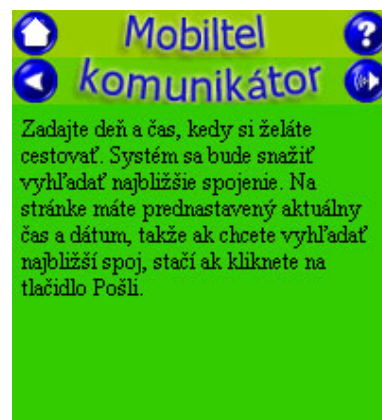 Mobiltel
?
komunikátor
Zadajte deň a čas, kedy si želáte
cestovať. Systém sa bude snažiť
vyhľadať najbližšie spojenie. Na
stránke máte prednastavený aktuálny
čas a dátum, takže ak chcete vyhľadať
najbližší spoj, stačí ak kliknete na
tlačidlo Pošli.